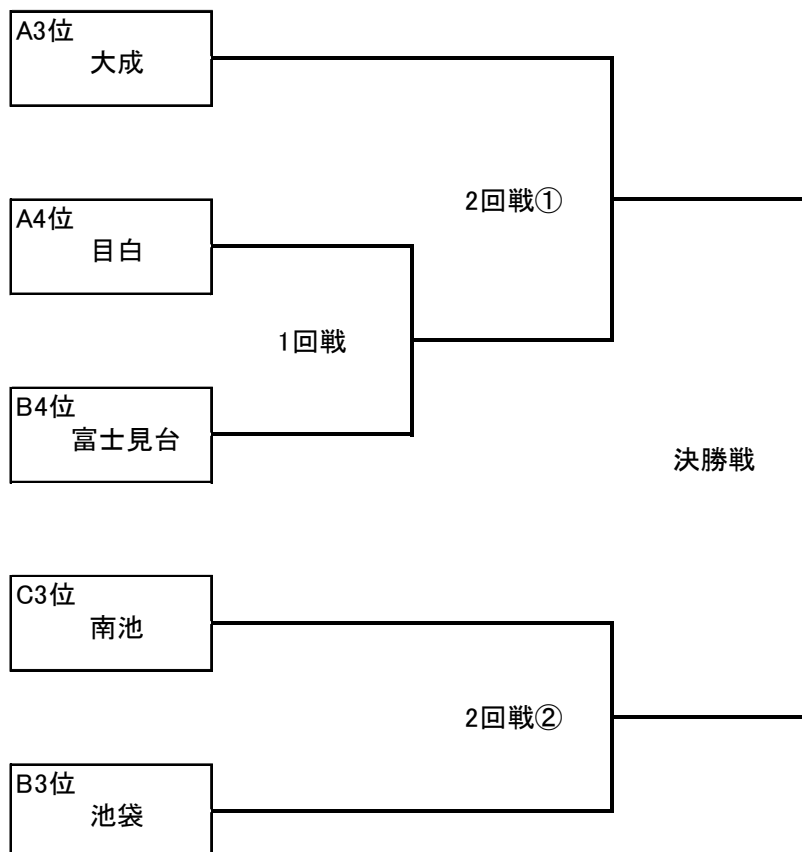 A3位
大成
2回戦①
A4位
目白
1回戦
B4位
富士見台
決勝戦
C3位
南池
2回戦②
B3位
池袋